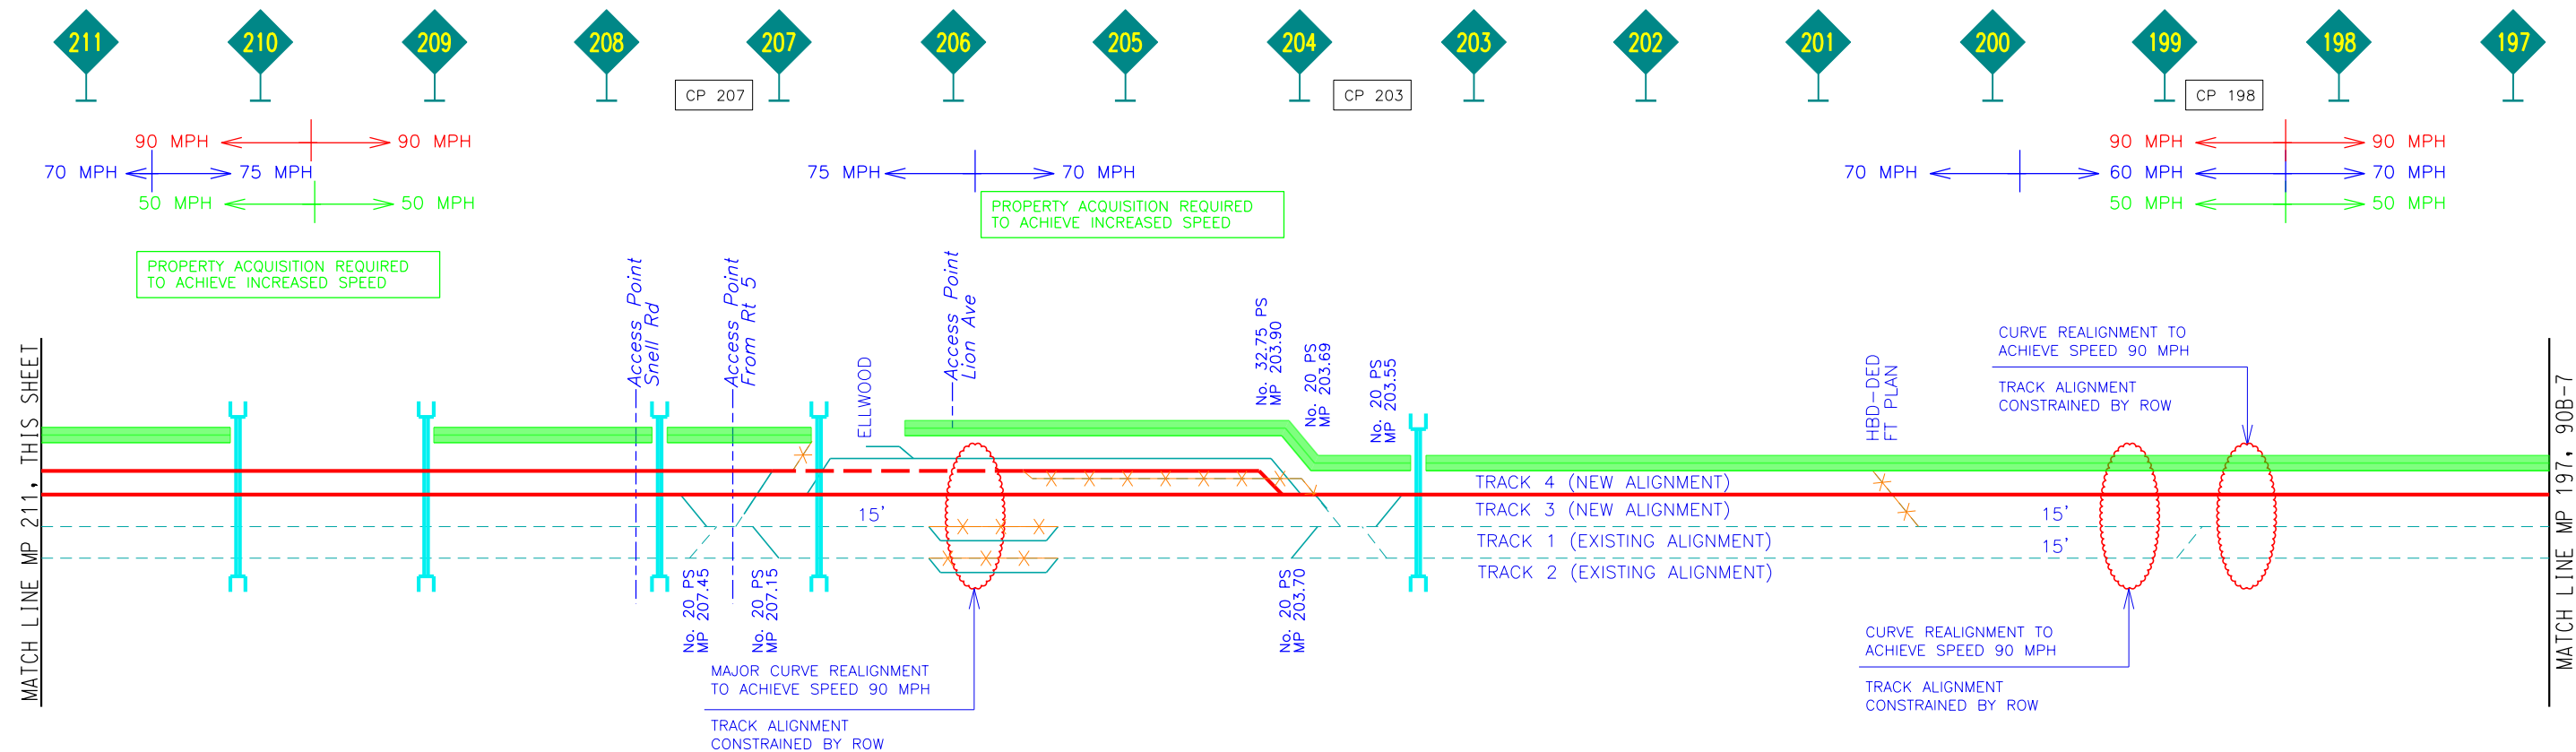 211
210
209
208
207
206
205
204
203
202
201
200
199
198
197
CP 207
CP 203
CP 198
90 MPH
90 MPH
70 MPH
75 MPH
50 MPH
50 MPH
75 MPH
70 MPH
70 MPH
90 MPH
90 MPH
60 MPH
70 MPH
50 MPH
50 MPH
PROPERTY ACQUISITION REQUIRED
TO ACHIEVE INCREASED SPEED
PROPERTY ACQUISITION REQUIRED
TO ACHIEVE INCREASED SPEED
MATCH LINE MP 211, THIS SHEET
Access Point
Snell Rd
Access Point
From Rt 5
ELLWOOD
Access Point
Lion Ave
No. 32.75 PS
MP 203.90
No. 20 PS
MP 203.69
No. 20 PS
MP 203.55
HBD-DED
FT PLAN
CURVE REALIGNMENT TO
ACHIEVE SPEED 90 MPH
TRACK ALIGNMENT
CONSTRAINED BY ROW
MATCH LINE MP 197, 90B-7
15'
TRACK 4 (NEW ALIGNMENT)
TRACK 3 (NEW ALIGNMENT)
TRACK 1 (EXISTING ALIGNMENT)
TRACK 2 (EXISTING ALIGNMENT)
15'
15'
No. 20 PS
MP 207.45
No. 20 PS
MP 207.15
No. 20 PS
MP 203.70
MAJOR CURVE REALIGNMENT
TO ACHIEVE SPEED 90 MPH
TRACK ALIGNMENT
CONSTRAINED BY ROW
CURVE REALIGNMENT TO
ACHIEVE SPEED 90 MPH
TRACK ALIGNMENT
CONSTRAINED BY ROW